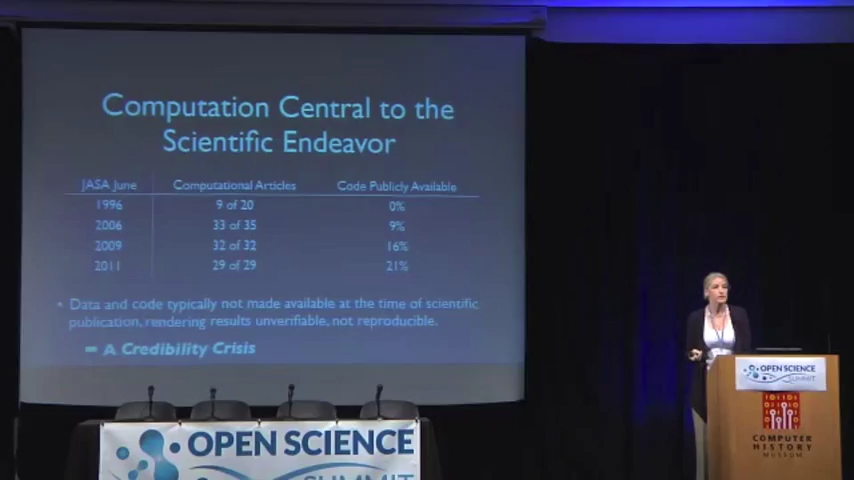 Computation Central to the
Scientific Endeavor
JASA June Computational Articles Code Publicly Available
1996 9 of 20 0%
2006 33 of 35 9%
2009 32 of 32 16%
2011 29 of 29 21%
• Data and code typically not made available at the time of scientific
publication, rendering results unverifiable, not reproducible.
➡ A Credibility Crisis
OPEN SCIENCE
SUMMIT
OPEN SCIENCE
SUMMIT
COMPUTER
HISTORY
MUSEUM